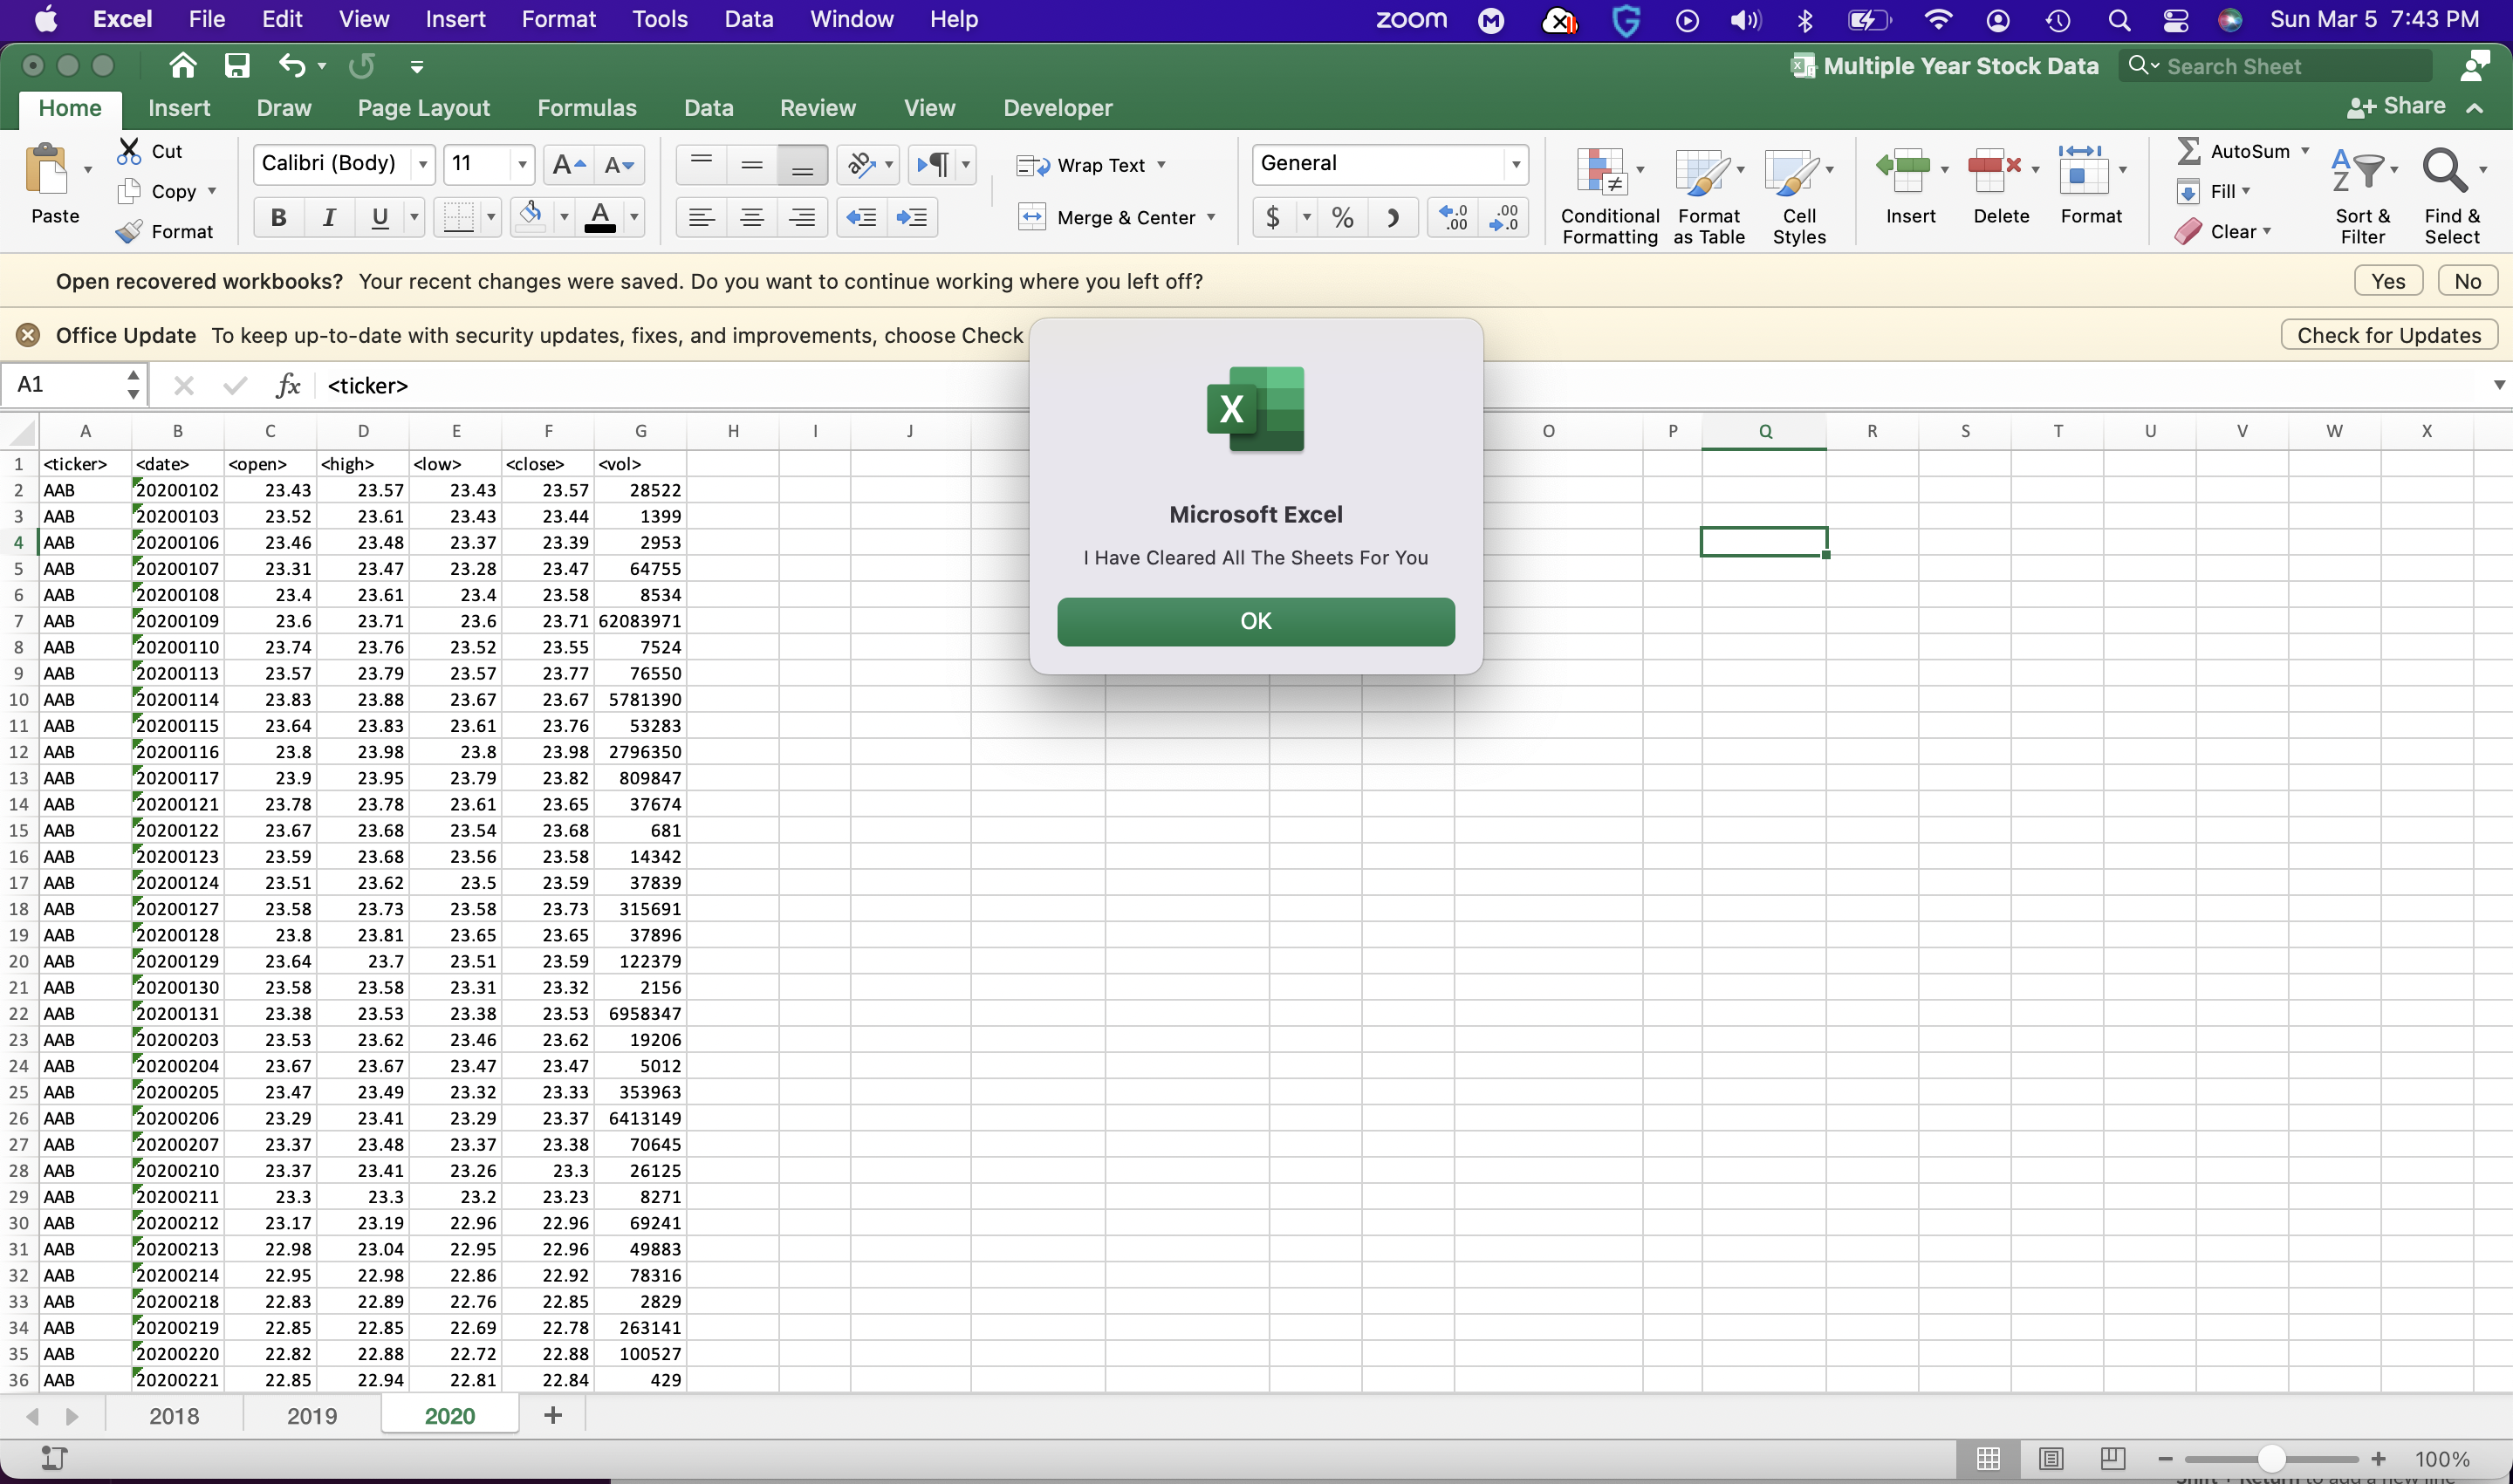 Excel File Edit View Insert Format Tools Data Window Help zoom Sun Mar 5 7:43 PM
Multiple Year Stock Data Search Sheet
Home Insert Draw Page Layout Formulas Data Review View Developer Share
Paste Cut Copy Format Calibri (Body) 11 Wrap Text Merge & Center General Conditional Formatting Format as Table Cell Styles Insert Delete Format AutoSum Fill Clear Sort & Filter Find & Select
Open recovered workbooks? Your recent changes were saved. Do you want to continue working where you left off? Yes No
Office Update To keep up-to-date with security updates, fixes, and improvements, choose Check Check for Updates
A1 fx <ticker>
Microsoft Excel
I Have Cleared All The Sheets For You
OK
A B C D E F G H I J O P Q R S T U V W X
1 <ticker> <date> <open> <high> <low> <close> <vol>
2 AAB 20200102 23.43 23.57 23.43 23.57 28522
3 AAB 20200103 23.52 23.61 23.43 23.44 1399
4 AAB 20200106 23.46 23.48 23.37 23.39 2953
5 AAB 20200107 23.31 23.47 23.28 23.47 64755
6 AAB 20200108 23.4 23.61 23.4 23.58 8534
7 AAB 20200109 23.6 23.71 23.6 23.71 62083971
8 AAB 20200110 23.74 23.76 23.52 23.55 7524
9 AAB 20200113 23.57 23.79 23.57 23.77 76550
10 AAB 20200114 23.83 23.88 23.67 23.67 5781390
11 AAB 20200115 23.64 23.83 23.61 23.76 53283
12 AAB 20200116 23.8 23.98 23.8 23.98 2796350
13 AAB 20200117 23.9 23.95 23.79 23.82 809847
14 AAB 20200121 23.78 23.78 23.61 23.65 37674
15 AAB 20200122 23.67 23.68 23.54 23.68 681
16 AAB 20200123 23.59 23.68 23.56 23.58 14342
17 AAB 20200124 23.51 23.62 23.5 23.59 37839
18 AAB 20200127 23.58 23.73 23.58 23.73 315691
19 AAB 20200128 23.8 23.81 23.65 23.65 37896
20 AAB 20200129 23.64 23.7 23.51 23.59 122379
21 AAB 20200130 23.58 23.58 23.31 23.32 2156
22 AAB 20200131 23.38 23.53 23.38 23.53 6958347
23 AAB 20200203 23.53 23.62 23.46 23.62 19206
24 AAB 20200204 23.67 23.67 23.47 23.47 5012
25 AAB 20200205 23.47 23.49 23.32 23.33 353963
26 AAB 20200206 23.29 23.41 23.29 23.37 6413149
27 AAB 20200207 23.37 23.48 23.37 23.38 70645
28 AAB 20200210 23.37 23.41 23.26 23.3 26125
29 AAB 20200211 23.3 23.3 23.2 23.23 8271
30 AAB 20200212 23.17 23.19 22.96 22.96 69241
31 AAB 20200213 22.98 23.04 22.95 22.96 49883
32 AAB 20200214 22.95 22.98 22.86 22.92 78316
33 AAB 20200218 22.83 22.89 22.76 22.85 2829
34 AAB 20200219 22.85 22.85 22.69 22.78 263141
35 AAB 20200220 22.82 22.88 22.72 22.88 100527
36 AAB 20200221 22.85 22.94 22.81 22.84 429
2018 2019 2020
100%